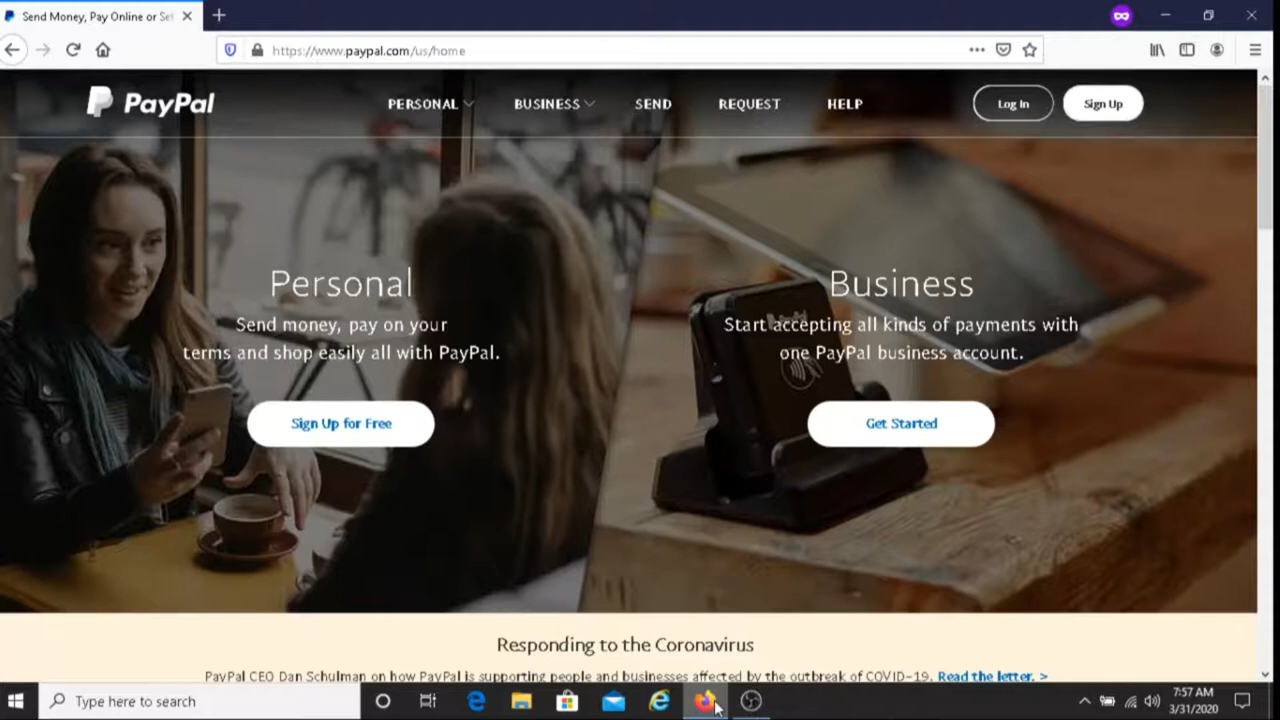 Send Money, Pay Online or Set
https://www.paypal.com/us/home
PayPal
PERSONAL
BUSINESS
SEND
REQUEST
HELP
Log In
Sign Up
Personal
Send money, pay on your
terms and shop easily all with PayPal.
Sign Up for Free
Business
Start accepting all kinds of payments with
one PayPal business account.
Get Started
Responding to the Coronavirus
PayPal CEO Dan Schulman on how PayPal is supporting people and businesses affected by the outbreak of COVID-19. Read the letter. >
Type here to search
7:57 AM
3/31/2020